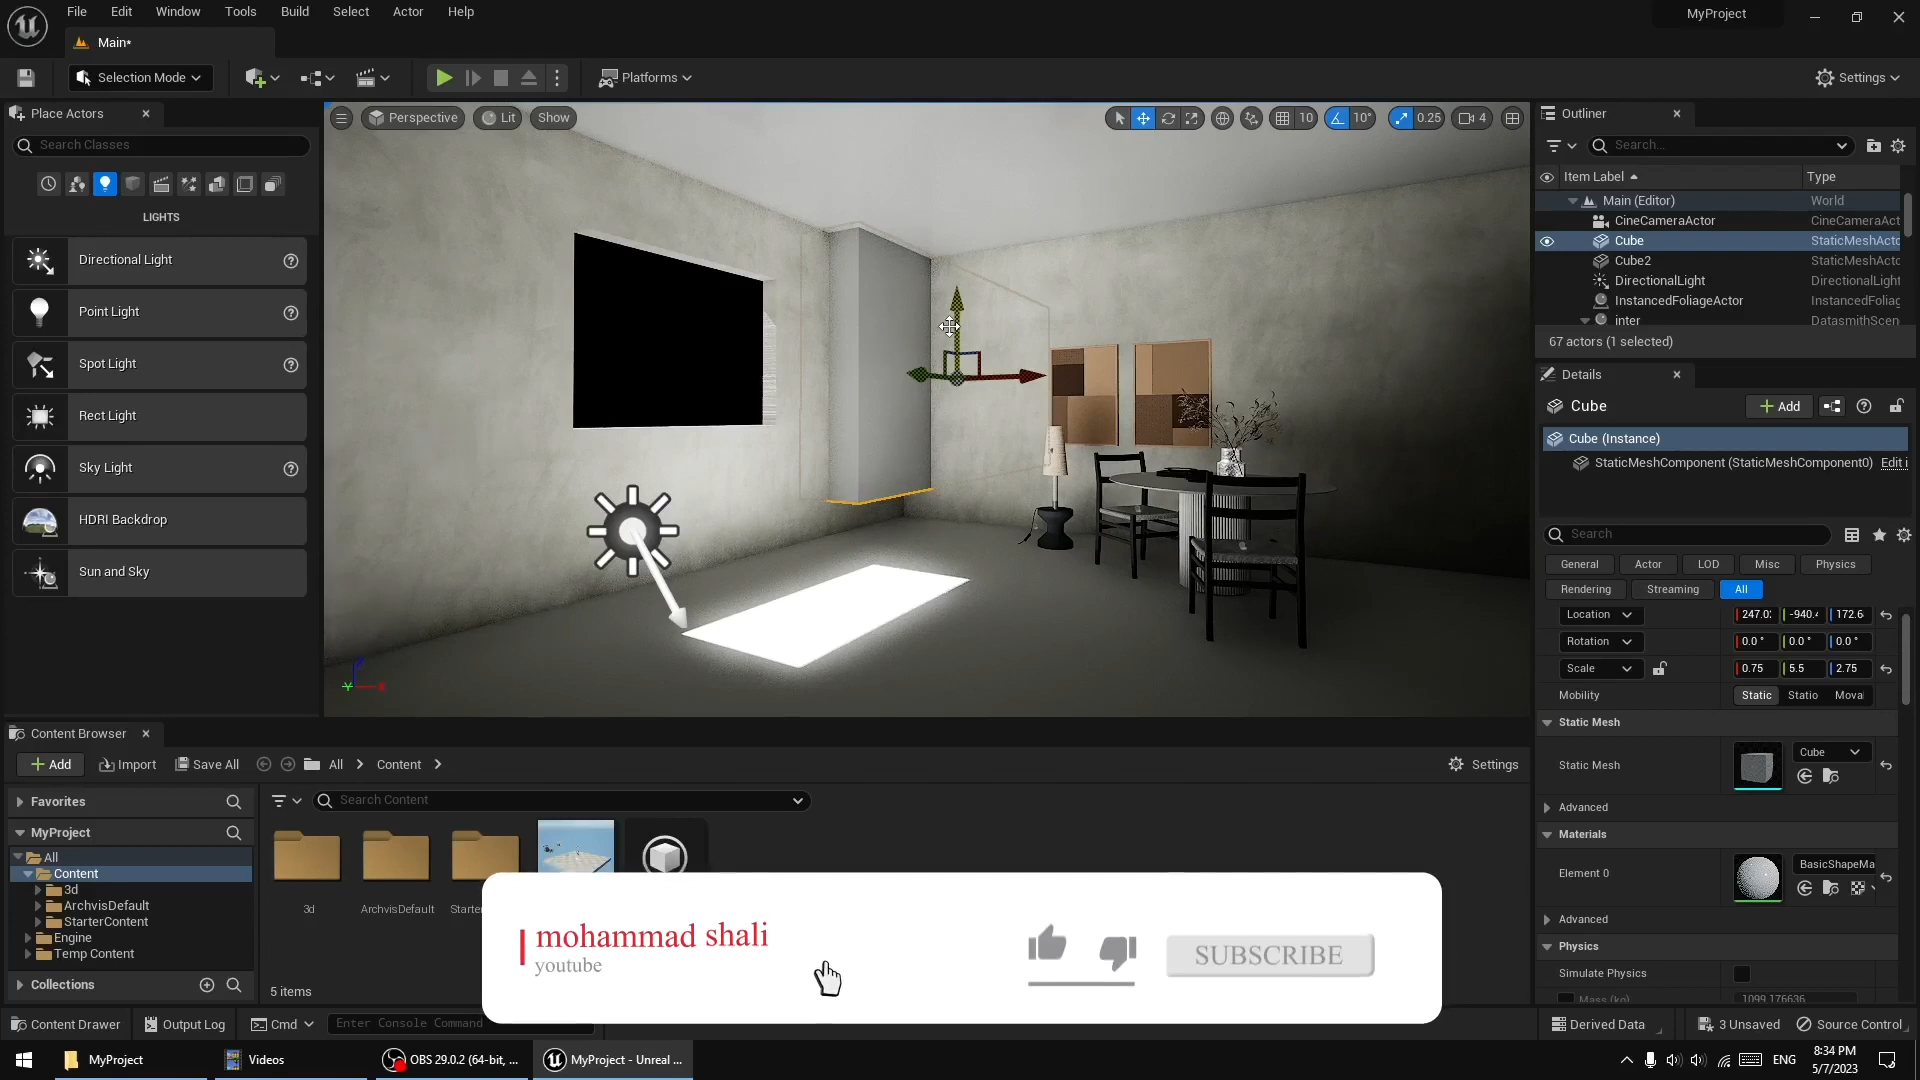 File Edit Window Tools Build Select Actor Help
MyProject
Main*
Selection Mode
Platforms
Settings
Place Actors
Search Classes
LIGHTS
Directional Light
Point Light
Spot Light
Rect Light
Sky Light
HDRI Backdrop
Sun and Sky
Perspective Lit Show
10 10° 0.25 4
Outliner
Search...
Item Label Type
Main (Editor) World
CineCameraActor CineCameraAct
Cube StaticMeshActo
Cube2 StaticMeshActo
DirectionalLight DirectionalLight
InstancedFoliageActor InstancedFoliag
inter DatasmithScen
67 actors (1 selected)
Details
Cube
Add
Cube (Instance)
StaticMeshComponent (StaticMeshComponent0) Edit i
Search
General Actor LOD Misc Physics
Rendering Streaming All
Location 247.0 -940.4 172.6
Rotation 0.0° 0.0° 0.0°
Scale 0.75 5.5 2.75
Mobility Static Statio Moval
Static Mesh
Static Mesh Cube
Advanced
Materials
Element 0 BasicShapeMa
Advanced
Physics
Simulate Physics
Mass (kg) 1099.176636
Content Browser
Add Import Save All All Content Settings
Favorites
Search Content
MyProject
All
Content
3d
ArchvisDefault
StarterContent
Engine
Temp Content
Collections
3d ArchvisDefault Starter
5 items
mohammad shali
youtube
SUBSCRIBE
Content Drawer Output Log Cmd Enter Console Command
Derived Data 3 Unsaved Source Control
MyProject Videos OBS 29.0.2 (64-bit, ... MyProject - Unreal ...
ENG
8:34 PM
5/7/2023